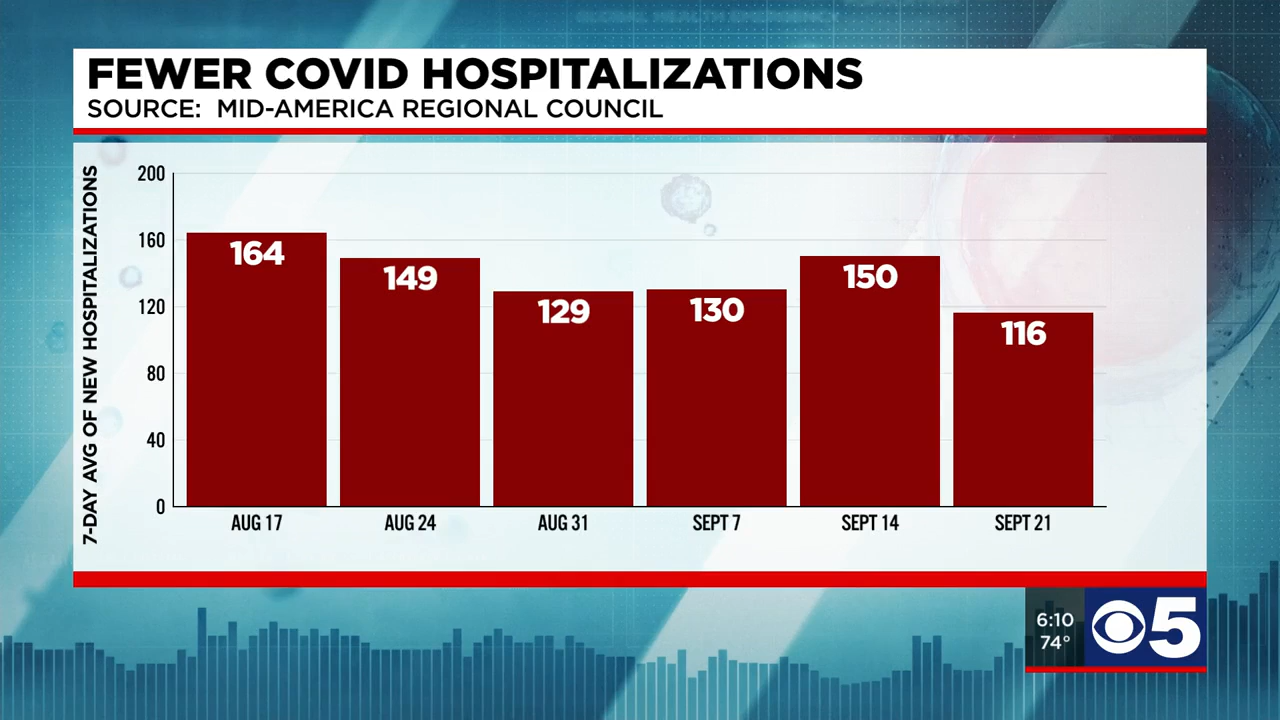 FEWER COVID HOSPITALIZATIONS
SOURCE: MID-AMERICA REGIONAL COUNCIL
7-DAY AVG OF NEW HOSPITALIZATIONS
200
160
120
80
40
0
164
149
129
130
150
116
AUG 17
AUG 24
AUG 31
SEPT 7
SEPT 14
SEPT 21
6:10
74°
5